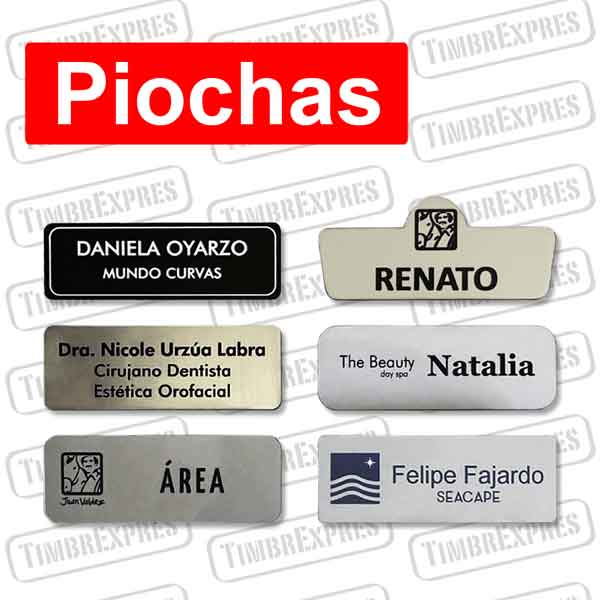 Piochas
DANIELA OYARZO
MUNDO CURVAS
RENATO
Dra. Nicole Urzúa Labra
Cirujano Dentista
Estética Orofacial
The Beauty
day spa
Natalia
Juan Valdez
ÁREA
Felipe Fajardo
SEACAPE
TIMBREXPRES